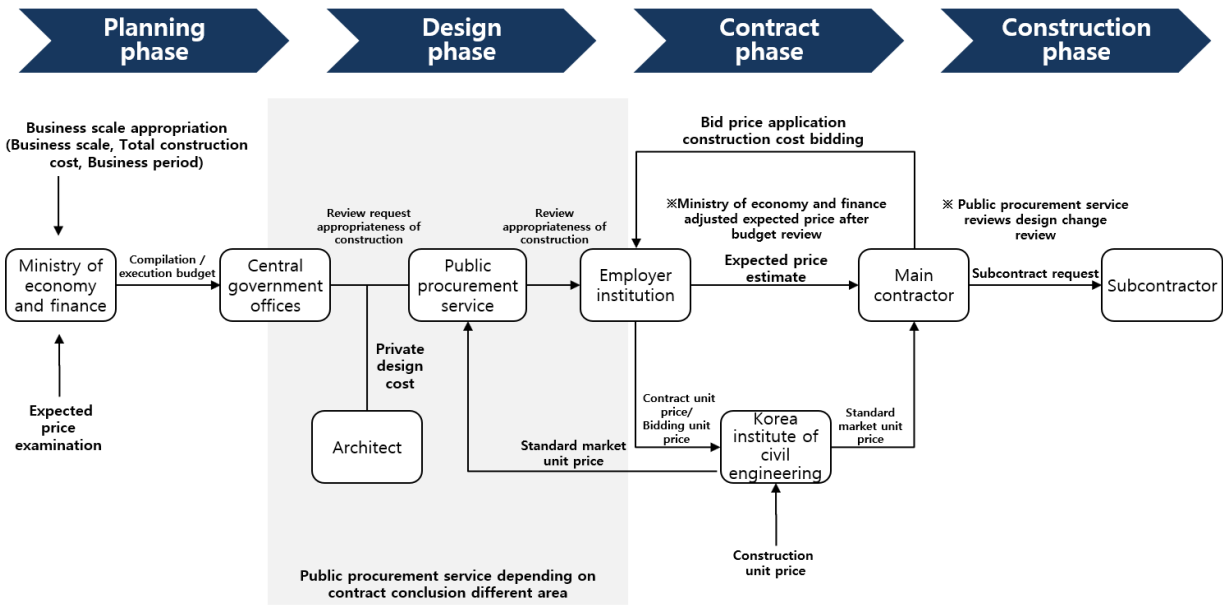 Planning
phase
Design
phase
Contract
phase
Construction
phase
Business scale appropriation
(Business scale, Total construction
cost, Business period)
Bid price application
construction cost bidding
Review request
appropriateness of
construction
Review
appropriateness of
construction
※Ministry of economy and finance
adjusted expected price after
budget review
※ Public procurement service
reviews design change
review
Ministry of
economy
and finance
Compilation /
execution budget
Central
government
offices
Public
procurement
service
Employer
institution
Expected price
estimate
Main
contractor
Subcontract request
Subcontractor
Private
design
cost
Expected
price
examination
Architect
Standard market
unit price
Contract unit
price/
Bidding unit
price
Korea
institute of
civil
engineering
Standard
market unit
price
Construction
unit price
Public procurement service depending on
contract conclusion different area